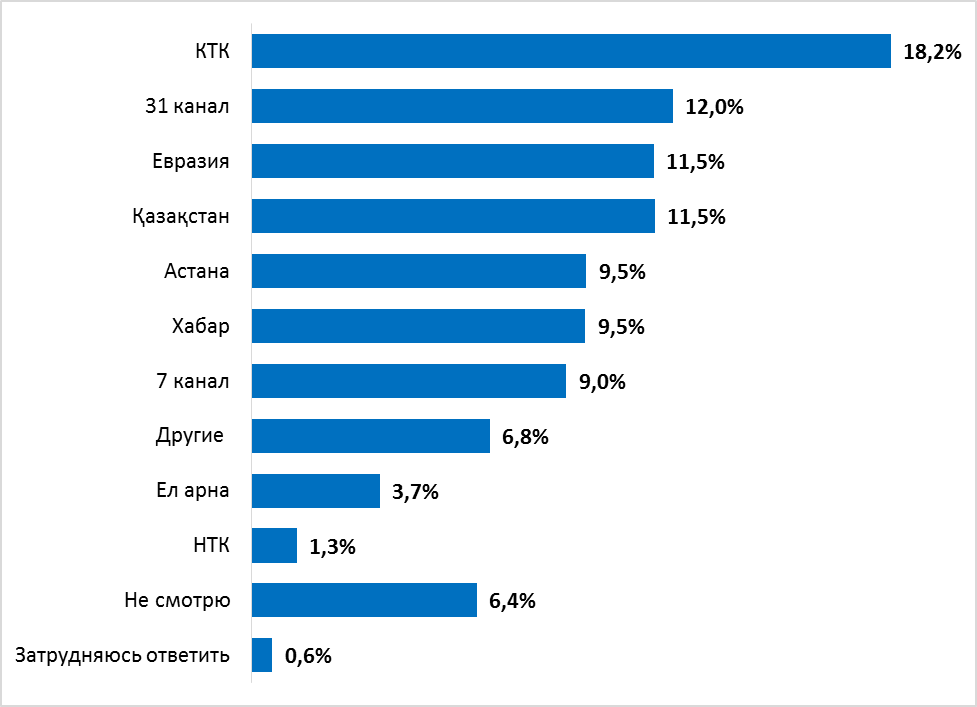 КТК 18,2%
31 канал 12,0%
Евразия 11,5%
Қазақстан 11,5%
Астана 9,5%
Хабар 9,5%
7 канал 9,0%
Другие 6,8%
Ел арна 3,7%
НТК 1,3%
Не смотрю 6,4%
Затрудняюсь ответить 0,6%